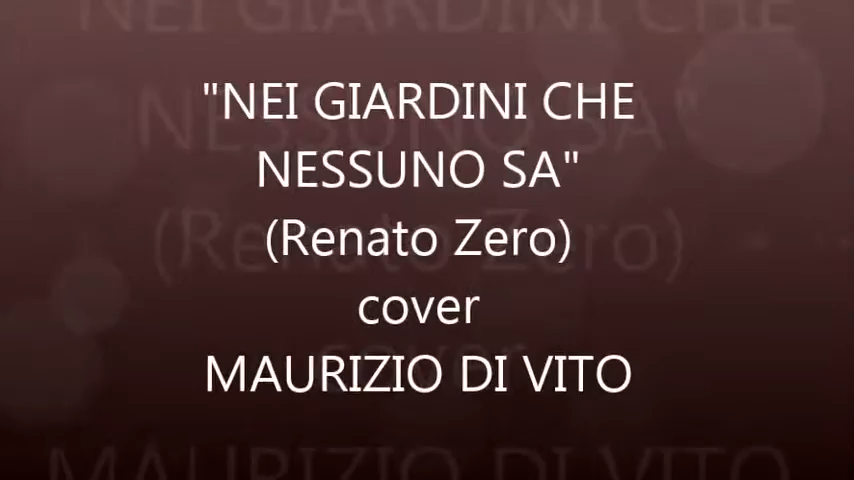 "NEI GIARDINI CHE
NESSUNO SA"
(Renato Zero)
cover
MAURIZIO DI VITO